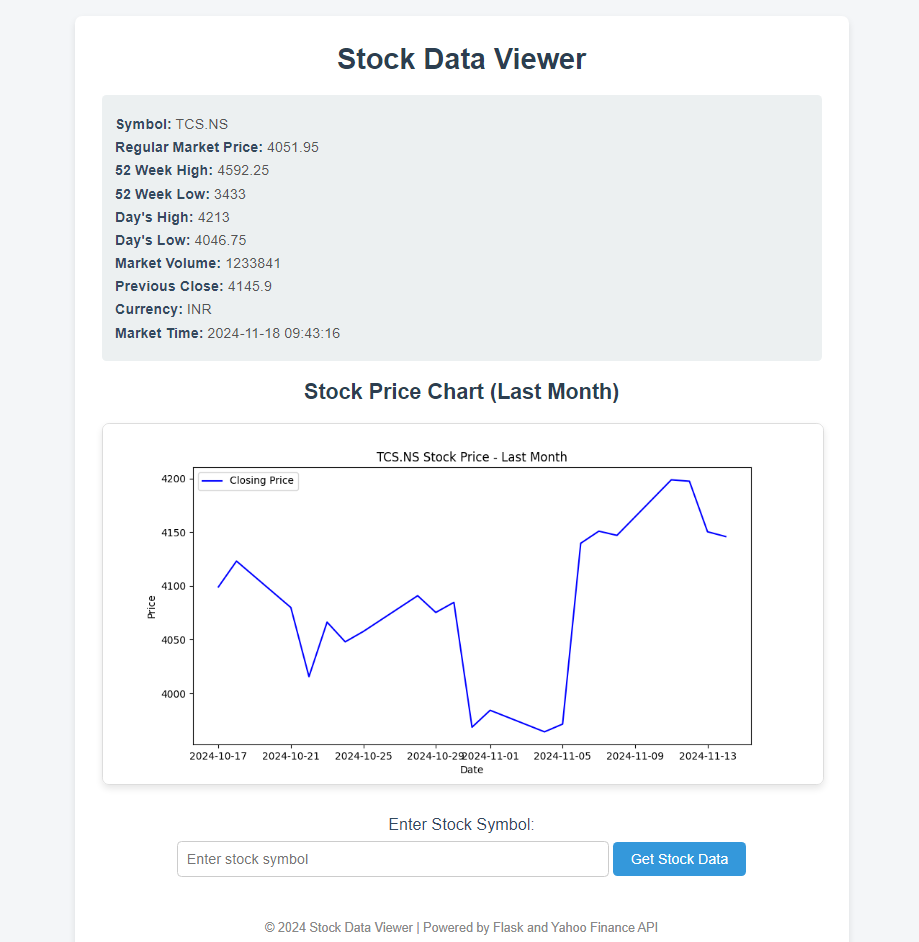 Stock Data Viewer
Symbol: TCS.NS
Regular Market Price: 4051.95
52 Week High: 4592.25
52 Week Low: 3433
Day's High: 4213
Day's Low: 4046.75
Market Volume: 1233841
Previous Close: 4145.9
Currency: INR
Market Time: 2024-11-18 09:43:16
Stock Price Chart (Last Month)
TCS.NS Stock Price - Last Month
Closing Price
4200
4150
4100
4050
4000
Price
2024-10-17 2024-10-21 2024-10-25 2024-10-29 2024-11-01 2024-11-05 2024-11-09 2024-11-13
Date
Enter Stock Symbol:
Enter stock symbol Get Stock Data
© 2024 Stock Data Viewer | Powered by Flask and Yahoo Finance API